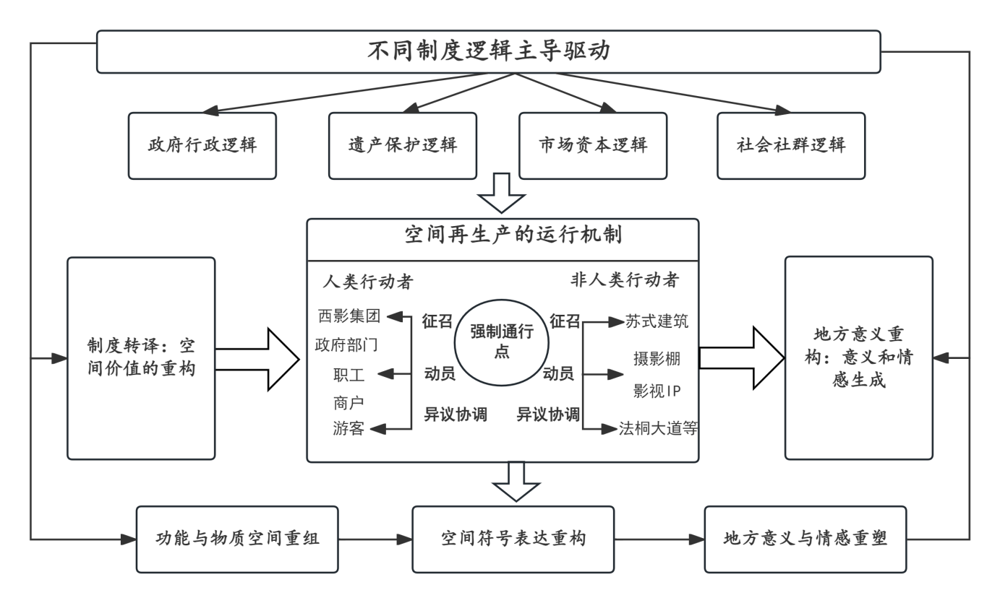 不同制度逻辑主导驱动
政府行政逻辑
遗产保护逻辑
市场资本逻辑
社会社群逻辑
空间再生产的运行机制
人类行动者
非人类行动者
西影集团
政府部门
职工
商户
游客
征召
动员
异议协调
强制通行
点
征召
动员
异议协调
苏式建筑
摄影棚
影视IP
法桐大道等
制度转译：空
间价值的重构
地方意义重
构：意义和情
感生成
功能与物质空间重组
空间符号表达重构
地方意义与情感重塑